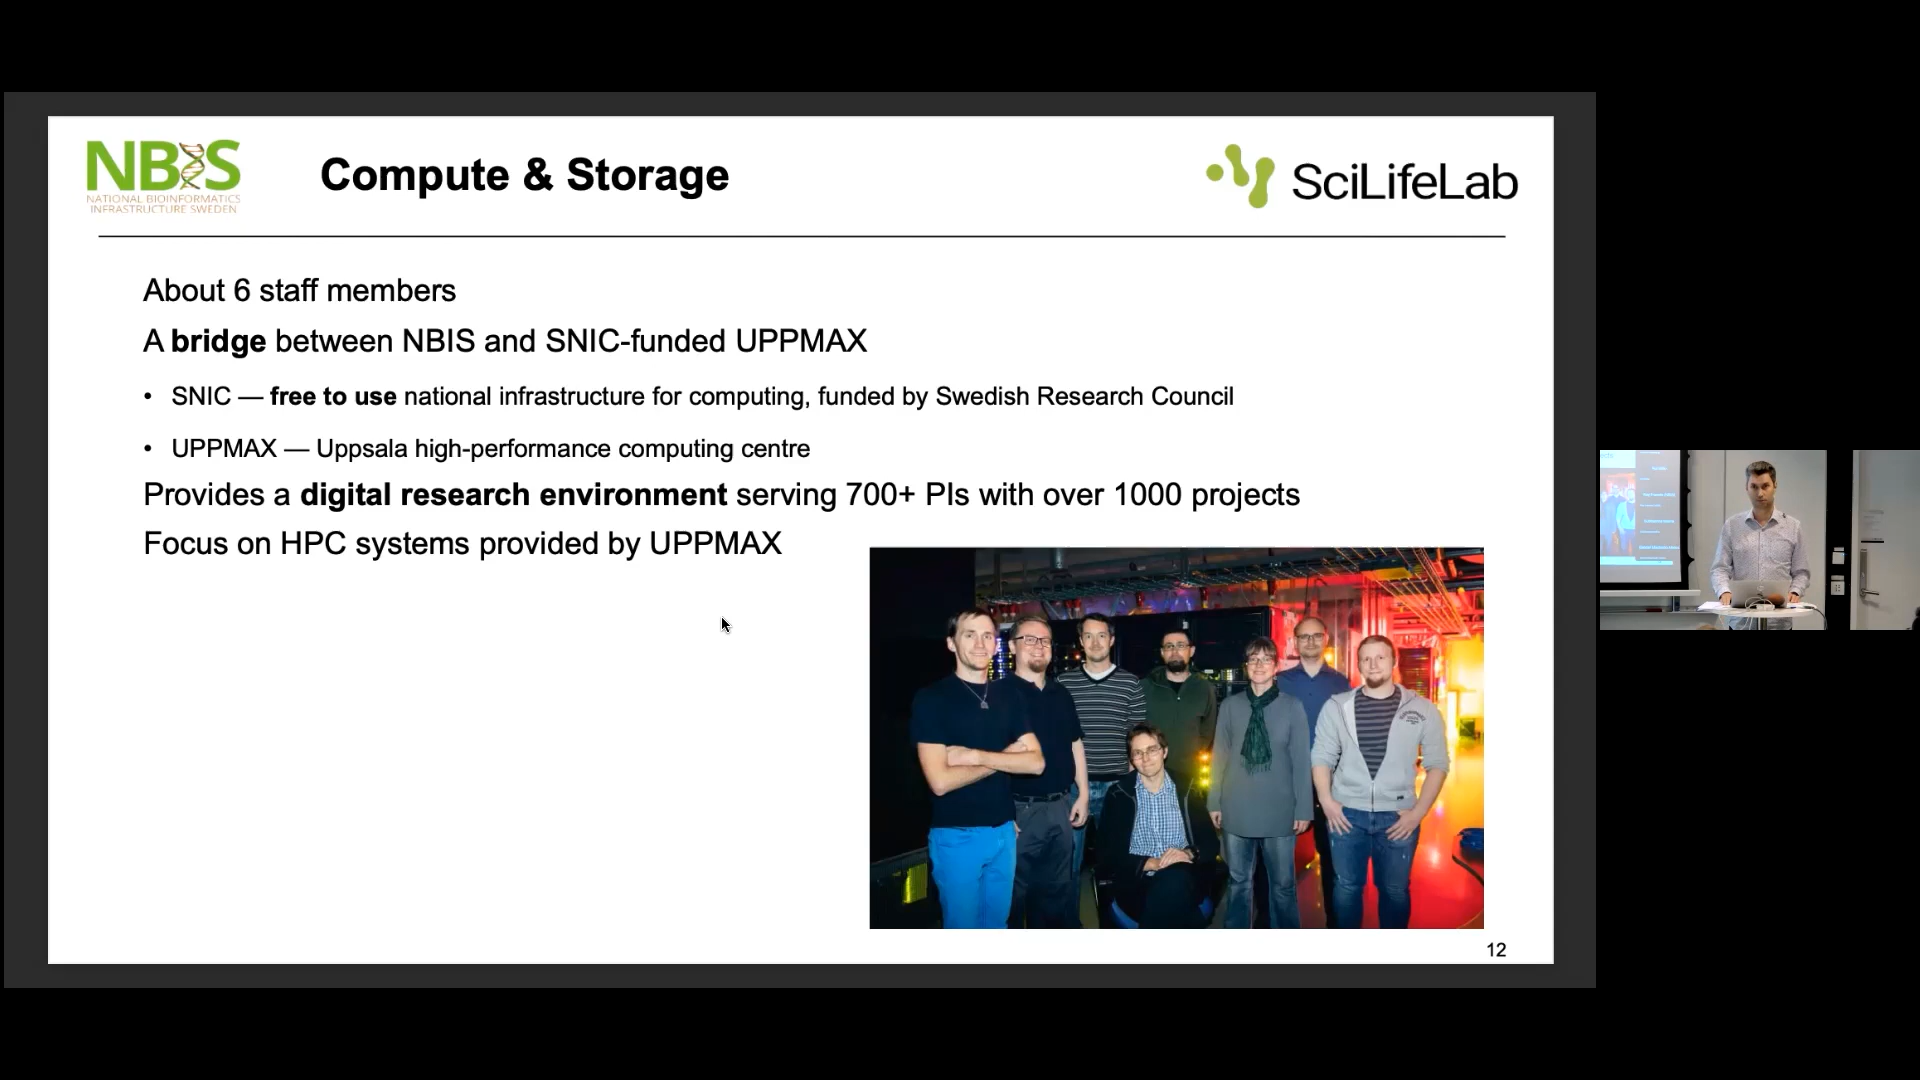 NBIS
NATIONAL BIOINFORMATICS
INFRASTRUCTURE SWEDEN
Compute & Storage
SciLifeLab
About 6 staff members
A bridge between NBIS and SNIC-funded UPPMAX
• SNIC — free to use national infrastructure for computing, funded by Swedish Research Council
• UPPMAX — Uppsala high-performance computing centre
Provides a digital research environment serving 700+ PIs with over 1000 projects
Focus on HPC systems provided by UPPMAX
12